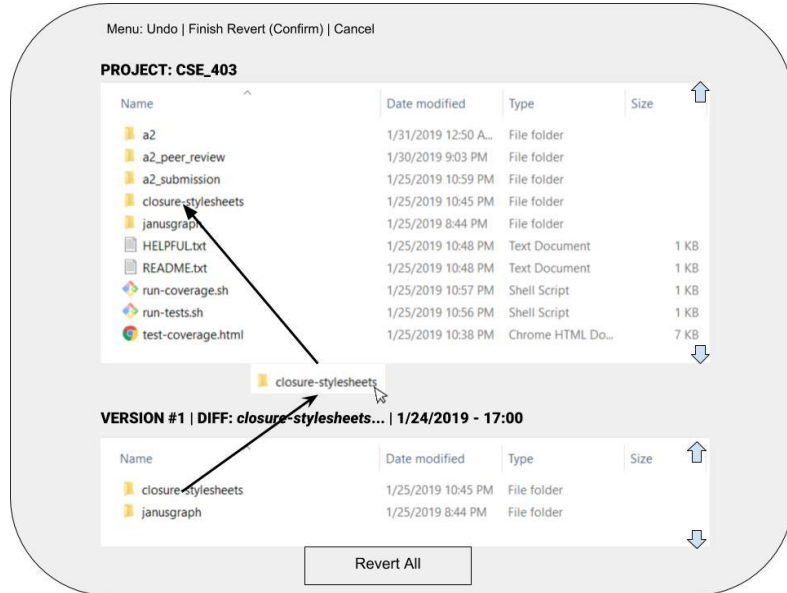 Menu: Undo | Finish Revert (Confirm) | Cancel
PROJECT: CSE_403
Name Date modified Type Size
a2 1/31/2019 12:50 A... File folder
a2_peer_review 1/30/2019 9:03 PM File folder
a2_submission 1/25/2019 10:59 PM File folder
closure-stylesheets 1/25/2019 10:45 PM File folder
janusgraph 1/25/2019 8:44 PM File folder
HELPFUL.txt 1/25/2019 10:48 PM Text Document 1 KB
README.txt 1/25/2019 10:48 PM Text Document 1 KB
run-coverage.sh 1/25/2019 10:57 PM Shell Script 1 KB
run-tests.sh 1/25/2019 10:56 PM Shell Script 1 KB
test-coverage.html 1/25/2019 10:38 PM Chrome HTML Do... 7 KB
closure-stylesheets
VERSION #1 | DIFF: closure-stylesheets... | 1/24/2019 - 17:00
Name Date modified Type Size
closure-stylesheets 1/25/2019 10:45 PM File folder
janusgraph 1/25/2019 8:44 PM File folder
Revert All